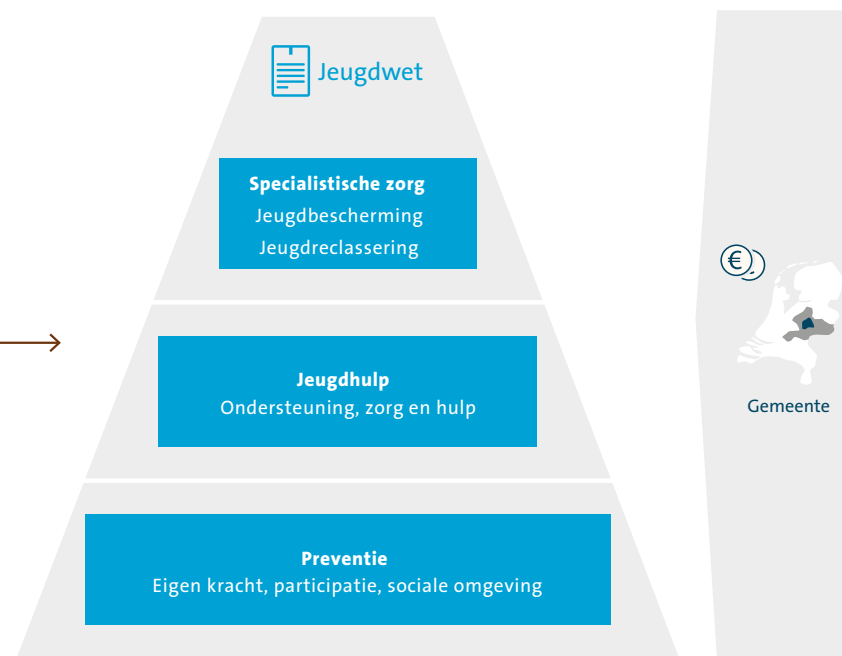 Jeugdwet
Specialistische zorg
Jeugdbescherming
Jeugdreclassering
€
Jeugdhulp
Ondersteuning, zorg en hulp
Gemeente
Preventie
Eigen kracht, participatie, sociale omgeving